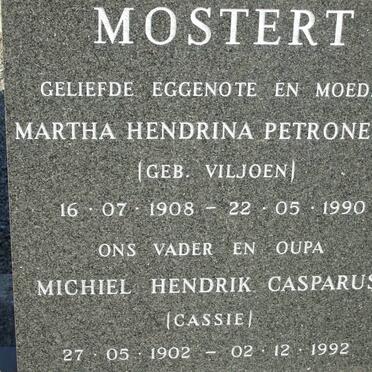 MOSTERT
GELIEFDE EGGENOTE EN MOED
MARTHA HENDRINA PETRONE
(GEB. VILJOEN)
16 · 07 · 1908 – 22 · 05 · 1990
ONS VADER EN OUPA
MICHIEL HENDRIK CASPARUS
(CASSIE)
27 · 05 · 1902 – 02 · 12 · 1992